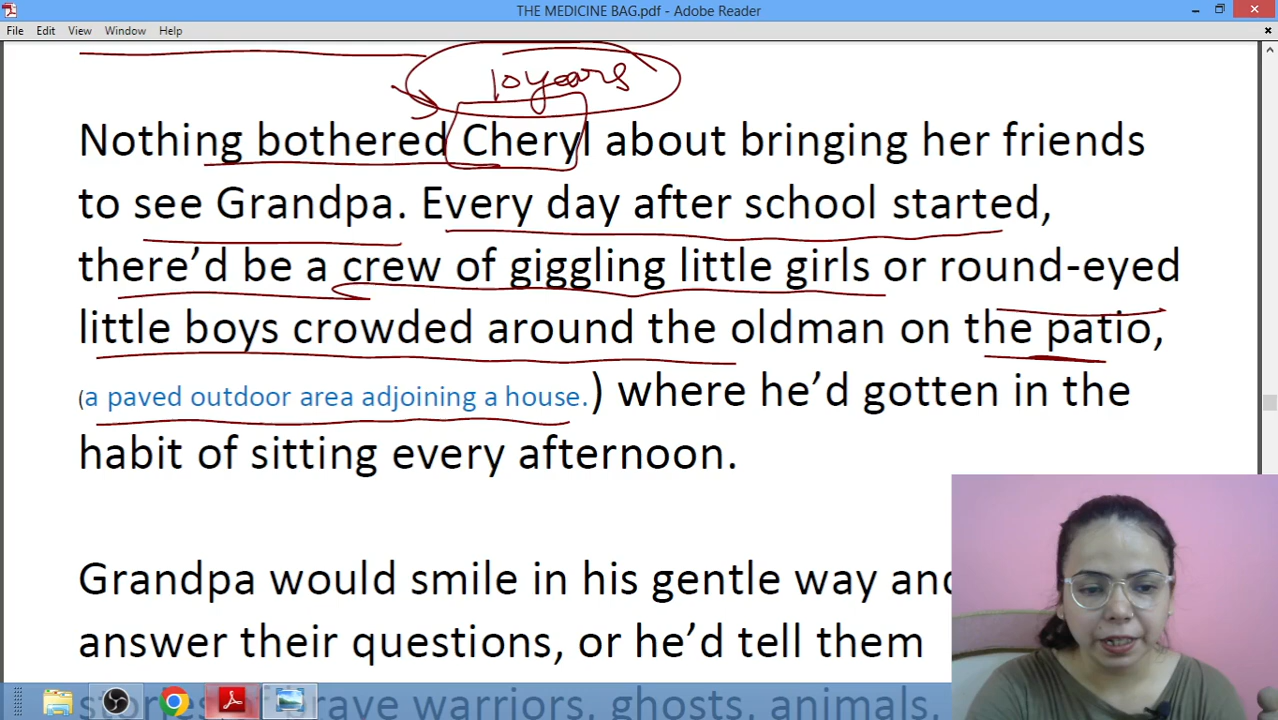 THE MEDICINE BAG.pdf - Adobe Reader
File Edit View Window Help
10 years
Nothing bothered Cheryl about bringing her friends
to see Grandpa. Every day after school started,
there’d be a crew of giggling little girls or round-eyed
little boys crowded around the oldman on the patio,
(a paved outdoor area adjoining a house.) where he’d gotten in the
habit of sitting every afternoon.
Grandpa would smile in his gentle way and
answer their questions, or he’d tell them
stories of brave warriors, ghosts, animals,